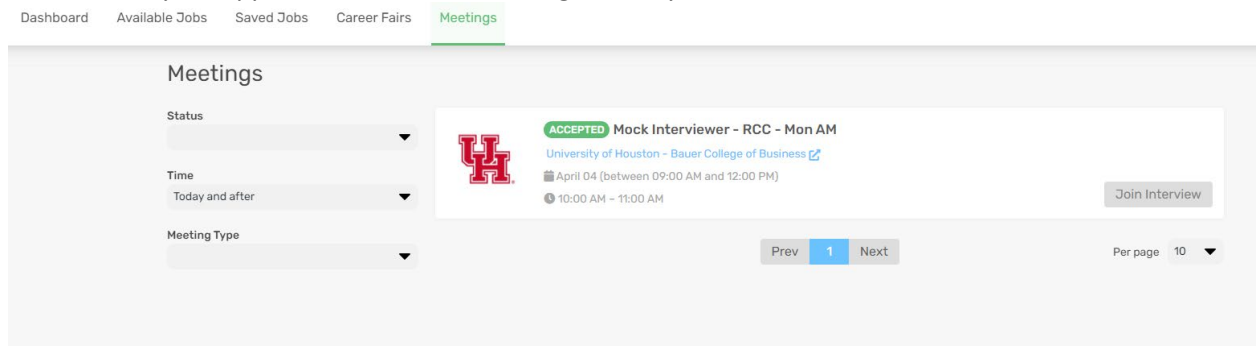 Dashboard Available Jobs Saved Jobs Career Fairs Meetings
Meetings
Status
Time
Today and after
Meeting Type
UH
ACCEPTED Mock Interviewer - RCC - Mon AM
University of Houston - Bauer College of Business
April 04 (between 09:00 AM and 12:00 PM)
10:00 AM - 11:00 AM
Join Interview
Prev 1 Next
Per page 10